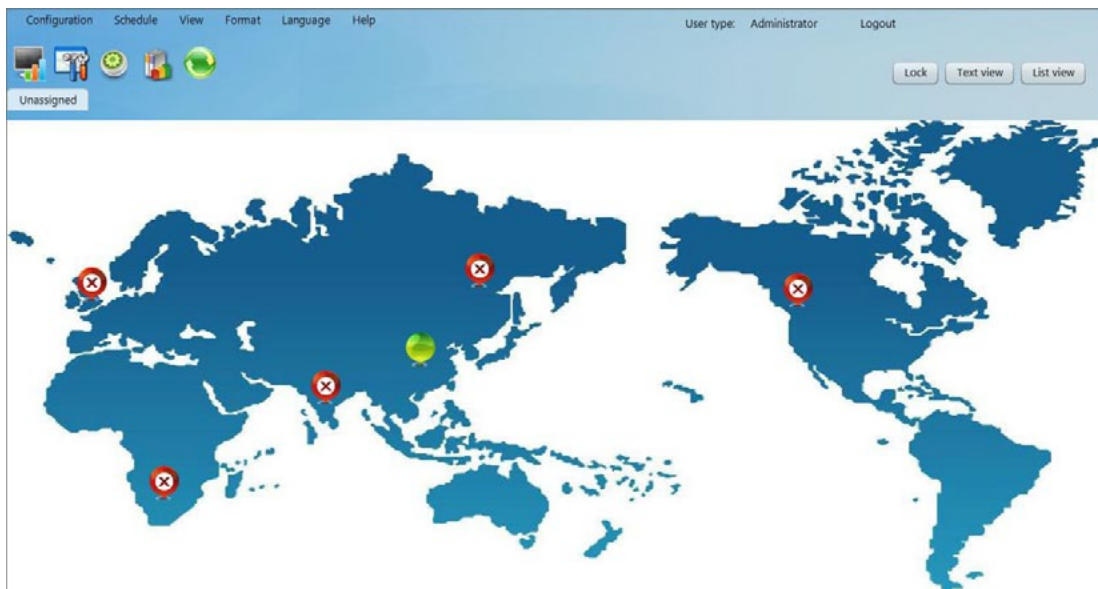 Configuration Schedule View Format Language Help
User type: Administrator Logout
Lock Text view List view
Unassigned